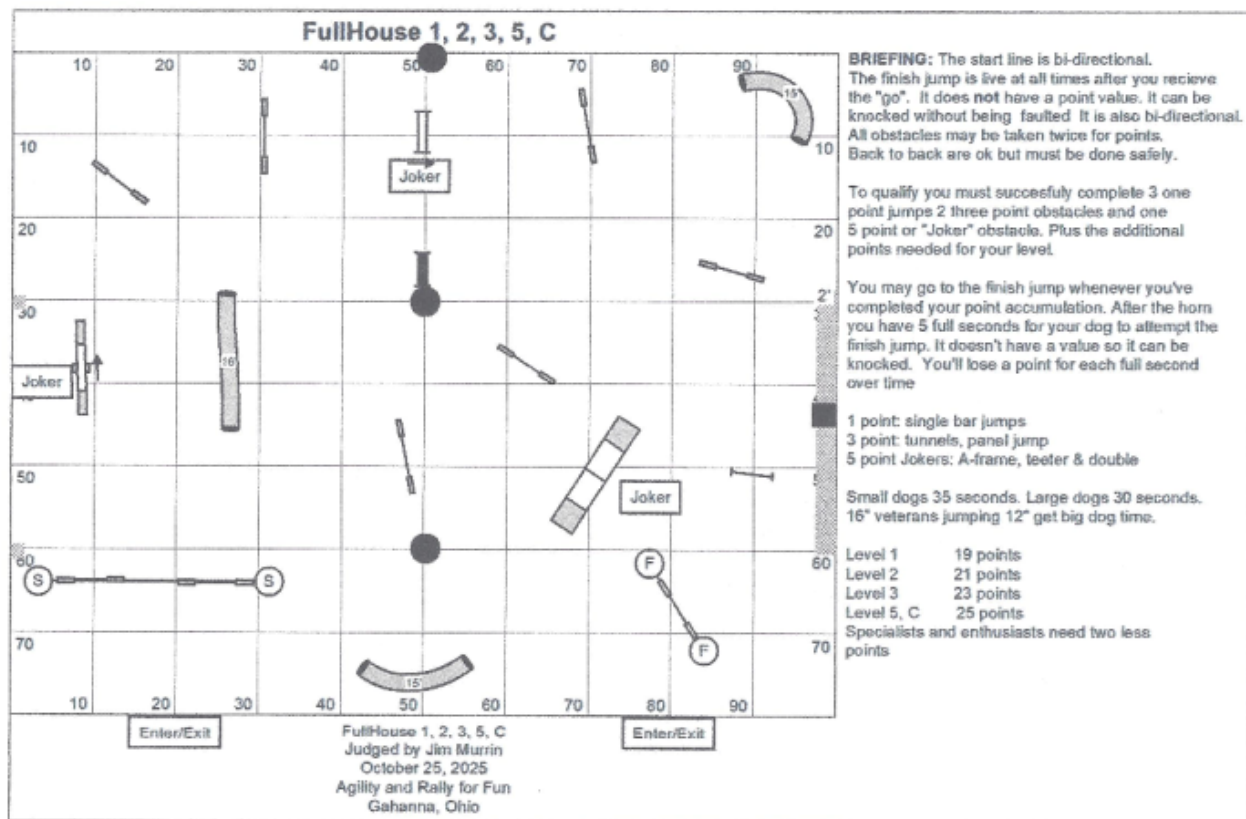 FullHouse 1, 2, 3, 5, C
10 20 30 40 50 60 70 80 90
15'
10 10
Joker
20 20
2'
30
16'
Joker
50
Joker
60 60
S S F
70 F 70
15'
10 20 30 40 50 60 70 80 90
Enter/Exit Enter/Exit
FullHouse 1, 2, 3, 5, C
Judged by Jim Murrin
October 25, 2025
Agility and Rally for Fun
Gahanna, Ohio
BRIEFING: The start line is bi-directional.
The finish jump is live at all times after you recieve
the "go". It does not have a point value. It can be
knocked without being faulted It is also bi-directional.
All obstacles may be taken twice for points.
Back to back are ok but must be done safely.
To qualify you must succesfuly complete 3 one
point jumps 2 three point obstacles and one
5 point or "Joker" obstacle. Plus the additional
points needed for your level.
You may go to the finish jump whenever you've
completed your point accumulation. After the horn
you have 5 full seconds for your dog to attempt the
finish jump. It doesn't have a value so it can be
knocked. You'll lose a point for each full second
over time
1 point: single bar jumps
3 point: tunnels, panel jump
5 point Jokers: A-frame, teeter & double
Small dogs 35 seconds. Large dogs 30 seconds.
16" veterans jumping 12" get big dog time.
Level 1 19 points
Level 2 21 points
Level 3 23 points
Level 5, C 25 points
Specialists and enthusiasts need two less
points